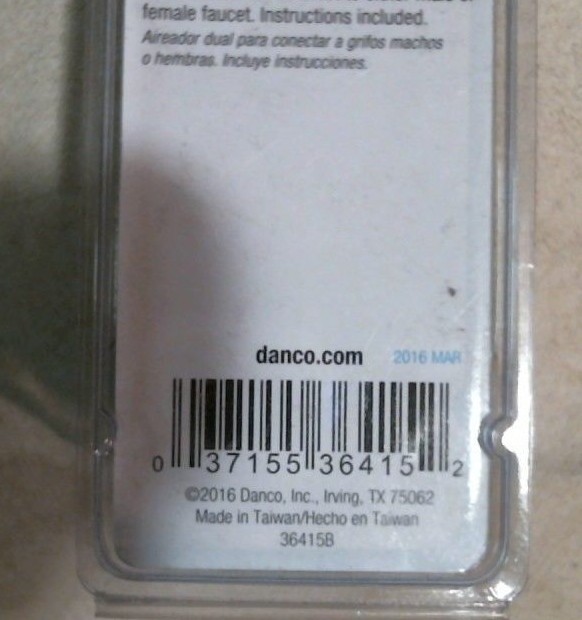 female faucet. Instructions included.
Aireador dual para conectar a grifos machos
o hembras. Incluye instrucciones.
danco.com 2016 MAR
0 37155 36415 2
©2016 Danco, Inc., Irving, TX 75062
Made in Taiwan/Hecho en Taiwan
36415B